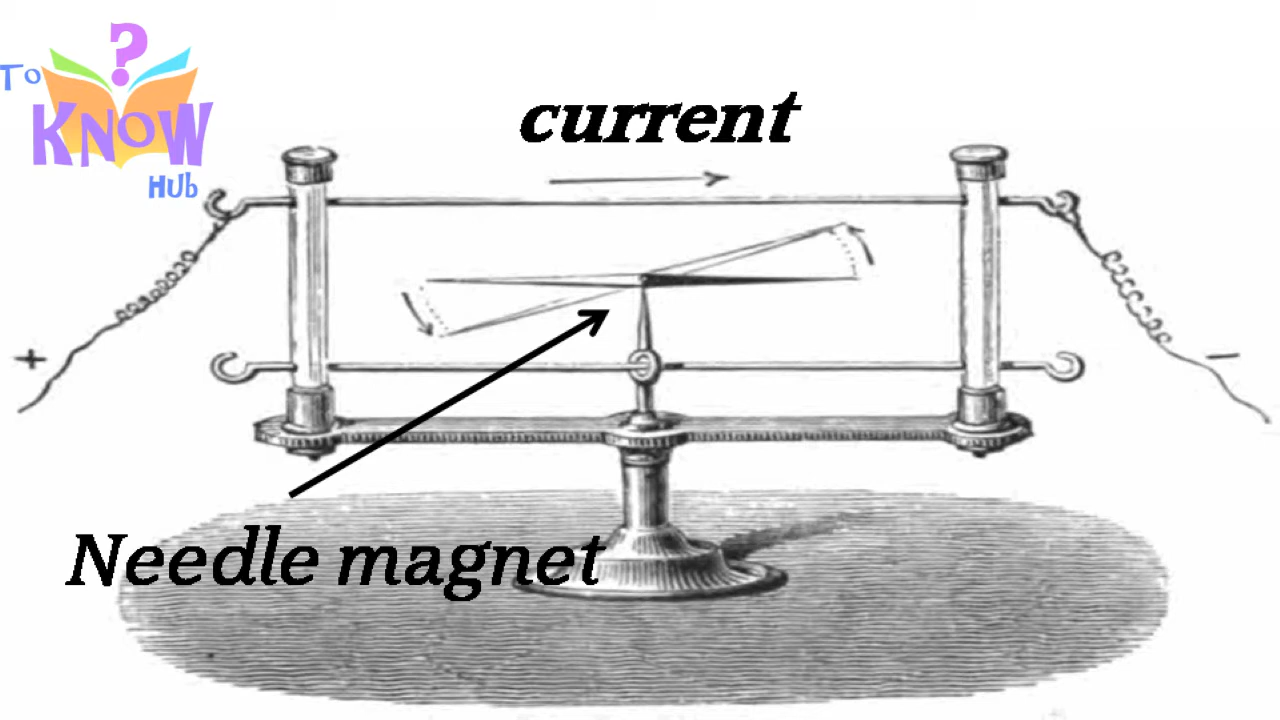 ?
To
KNOW
HUb
current
+
−
Needle magnet